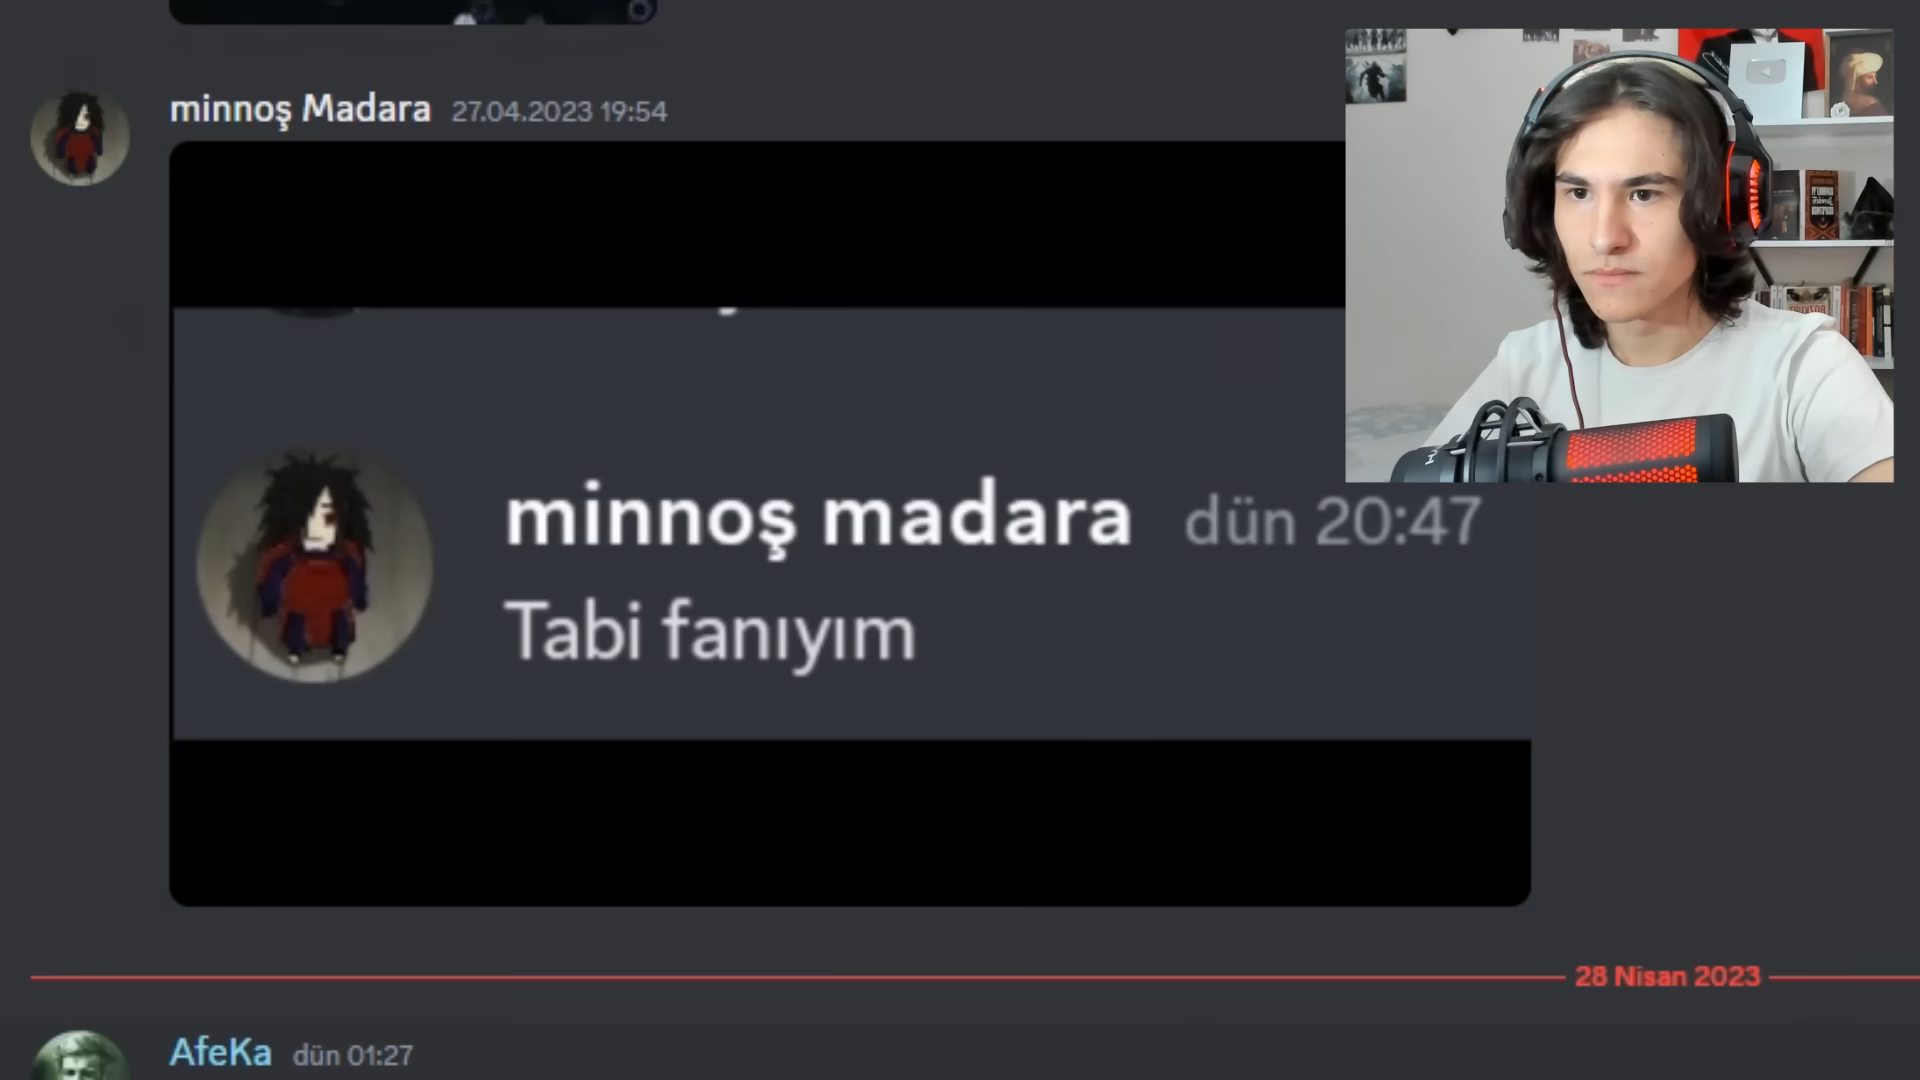 minnoş Madara 27.04.2023 19:54
minnoş madara dün 20:47
Tabi fanıyım
28 Nisan 2023
AfeKa dün 01:27